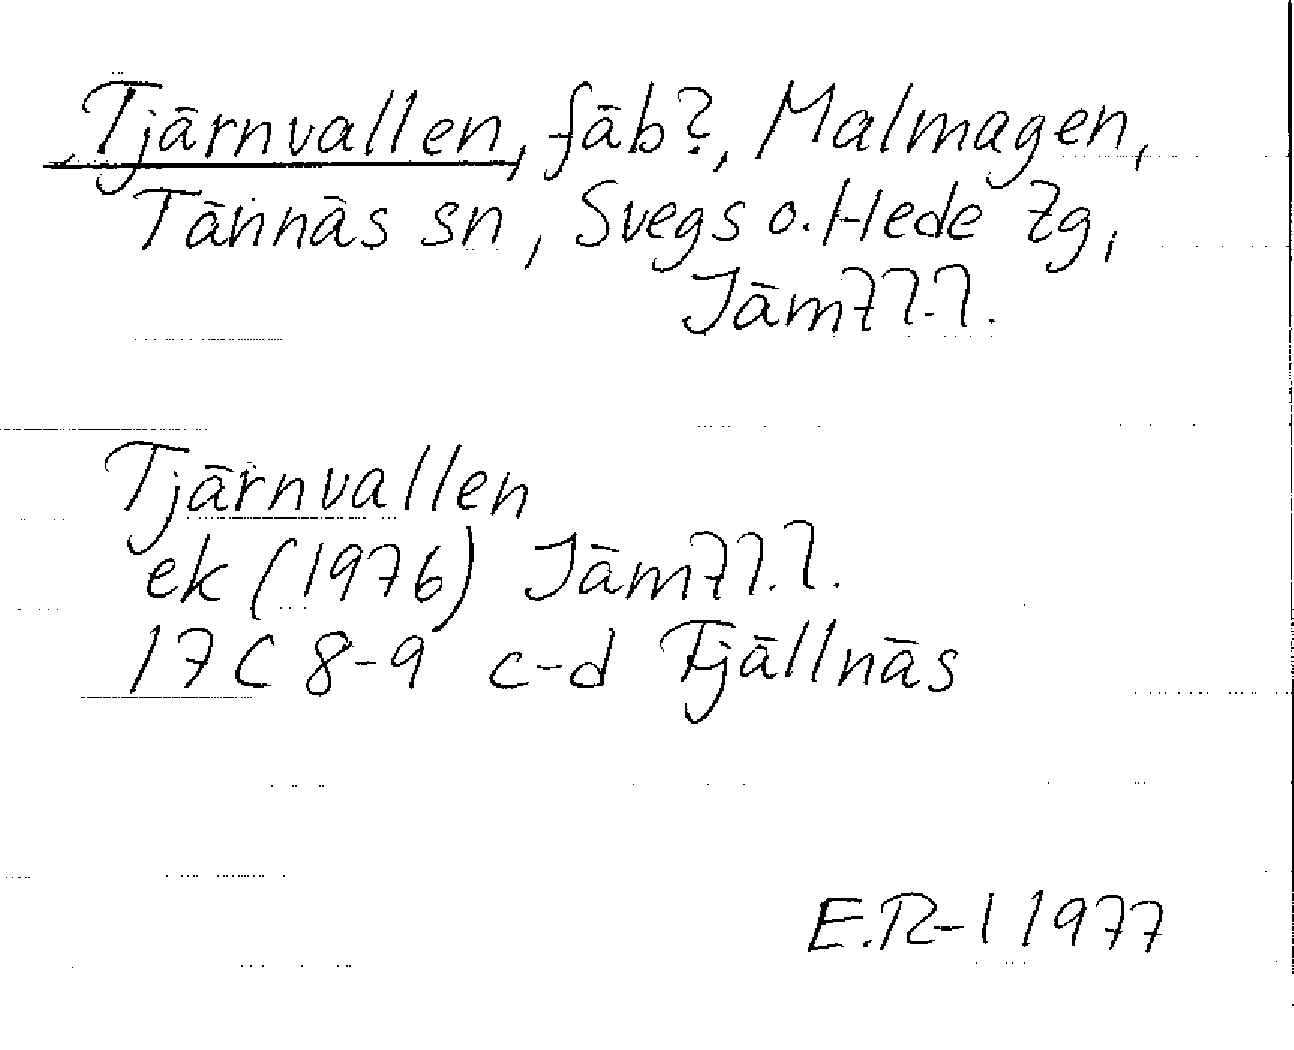 Tjärnvallen, fäb?, Malmagen,
Tännäs sn, Svegs o. Hede tg,
Jämtl.l.
Tjärnvallen
ek (1976) Jämtl.l.
17C 8-9 c-d Fjällnäs
E.R-l 1977